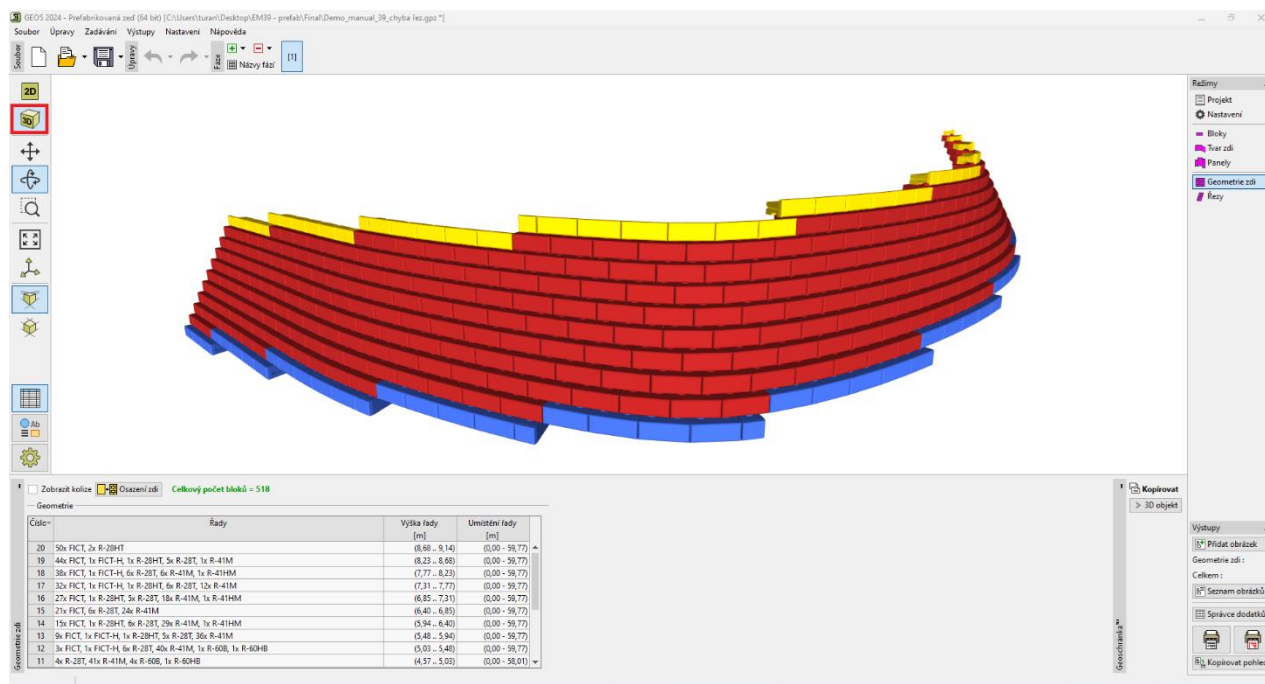 GEO5 2024 - Prefabrikovaná zeď (64 bit) [C:\Users\turan\Desktop\EM39 - prefab\Final\Demo_manual_39_chyba řez.gpz *]
Soubor Úpravy Zadávání Výstupy Nastavení Nápověda
Soubor
Úpravy
Fáze
Názvy fází
[1]
2D
3D
Ab
Režimy
Projekt
Nastavení
Bloky
Tvar zdi
Panely
Geometrie zdi
Řezy
Zobrazit kolize Osazení zdi Celkový počet bloků = 518
Geometrie
Číslo Řady Výška řady Umístění řady
[m] [m]
20 50x FICT, 2x R-28HT (8,68 .. 9,14) (0,00 - 59,77)
19 44x FICT, 1x FICT-H, 1x R-28HT, 5x R-28T, 1x R-41M (8,23 .. 8,68) (0,00 - 59,77)
18 38x FICT, 1x FICT-H, 6x R-28T, 6x R-41M, 1x R-41HM (7,77 .. 8,23) (0,00 - 59,77)
17 32x FICT, 1x FICT-H, 1x R-28HT, 6x R-28T, 12x R-41M (7,31 .. 7,77) (0,00 - 59,77)
16 27x FICT, 1x R-28HT, 5x R-28T, 18x R-41M, 1x R-41HM (6,85 .. 7,31) (0,00 - 59,77)
15 21x FICT, 6x R-28T, 24x R-41M (6,40 .. 6,85) (0,00 - 59,77)
14 15x FICT, 1x R-28HT, 6x R-28T, 29x R-41M, 1x R-41HM (5,94 .. 6,40) (0,00 - 59,77)
13 9x FICT, 1x FICT-H, 1x R-28HT, 5x R-28T, 36x R-41M (5,48 .. 5,94) (0,00 - 59,77)
12 3x FICT, 1x FICT-H, 6x R-28T, 40x R-41M, 1x R-60B, 1x R-60HB (5,03 .. 5,48) (0,00 - 59,77)
11 4x R-28T, 41x R-41M, 4x R-60B, 1x R-60HB (4,57 .. 5,03) (0,00 - 58,01)
Geometrie zdi
Kopírovat
> 3D objekt
Geoschránka™
Výstupy
Přidat obrázek
Geometrie zdi :
Celkem :
Seznam obrázků
Správce dodatků
Kopírovat pohled